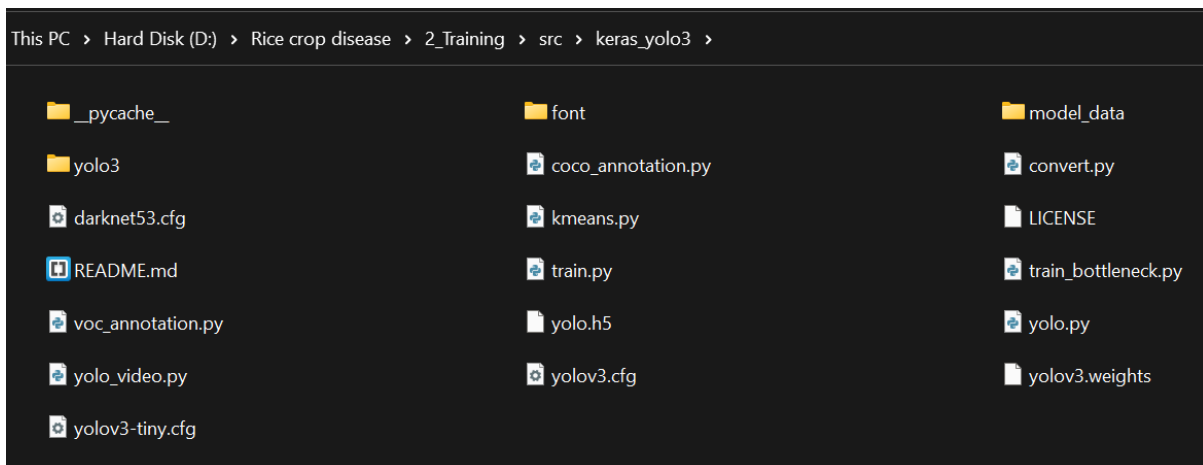 This PC > Hard Disk (D:) > Rice crop disease > 2_Training > src > keras_yolo3 >
__pycache__ font model_data
yolo3 coco_annotation.py convert.py
darknet53.cfg kmeans.py LICENSE
README.md train.py train_bottleneck.py
voc_annotation.py yolo.h5 yolo.py
yolo_video.py yolov3.cfg yolov3.weights
yolov3-tiny.cfg